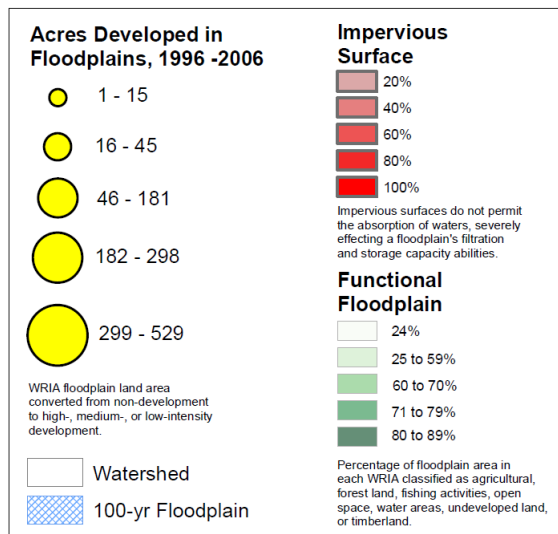 Acres Developed in
Floodplains, 1996 -2006
1 - 15
16 - 45
46 - 181
182 - 298
299 - 529
WRIA floodplain land area
converted from non-development
to high-, medium-, or low-intensity
development.
Watershed
100-yr Floodplain
Impervious
Surface
20%
40%
60%
80%
100%
Impervious surfaces do not permit
the absorption of waters, severely
effecting a floodplain's filtration
and storage capacity abilities.
Functional
Floodplain
24%
25 to 59%
60 to 70%
71 to 79%
80 to 89%
Percentage of floodplain area in
each WRIA classified as agricultural,
forest land, fishing activities, open
space, water areas, undeveloped land,
or timberland.